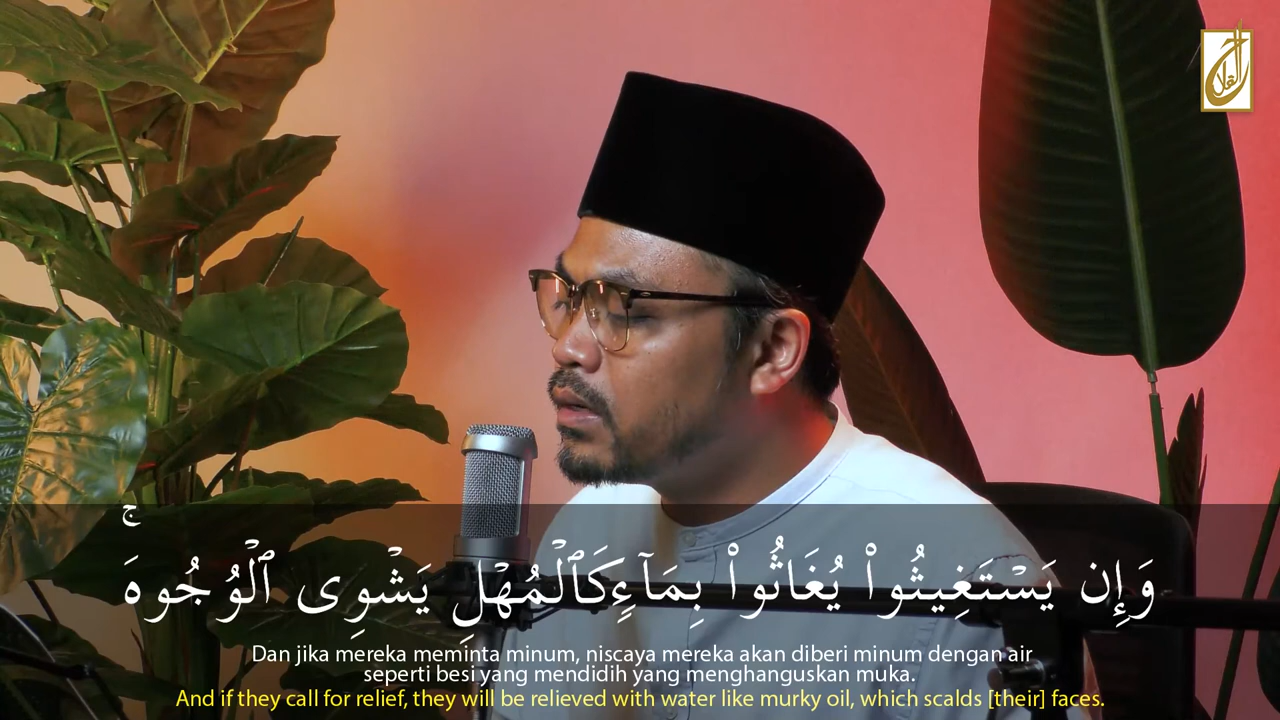 القلاح
وَإِن يَسْتَغِيثُوا۟ يُغَاثُوا۟ بِمَآءٍ كَٱلْمُهْلِ يَشْوِى ٱلْوُجُوهَ ۚ
Dan jika mereka meminta minum, niscaya mereka akan diberi minum dengan air
seperti besi yang mendidih yang menghanguskan muka.
And if they call for relief, they will be relieved with water like murky oil, which scalds [their] faces.